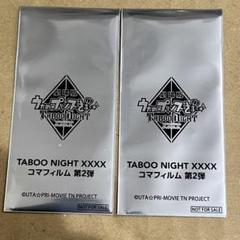 TABOO NIGHT
TABOO NIGHT XXXX
コマフィルム 第2弾
©UTA☆PRI-MOVIE TN PROJECT
NOT FOR SALE
TABOO NIGHT
TABOO NIGHT XXXX
コマフィルム 第2弾
©UTA☆PRI-MOVIE TN PROJECT
NOT FOR SALE